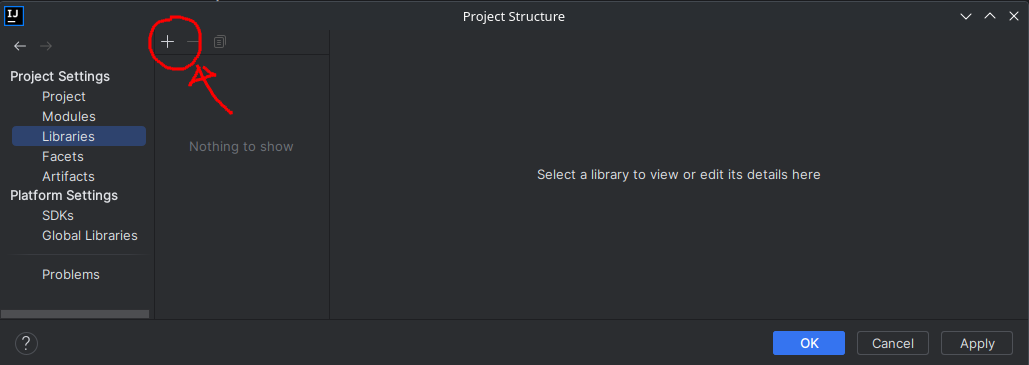 IJ
Project Structure
Project Settings
Project
Modules
Libraries
Facets
Artifacts
Platform Settings
SDKs
Global Libraries
Problems
Nothing to show
Select a library to view or edit its details here
?
OK
Cancel
Apply